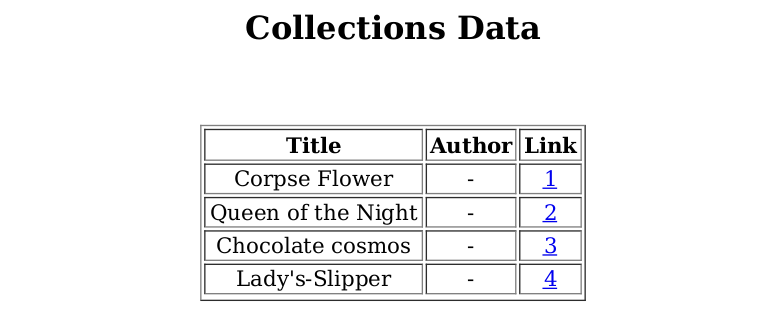 Collections Data
Title Author Link
Corpse Flower - 1
Queen of the Night - 2
Chocolate cosmos - 3
Lady's-Slipper - 4